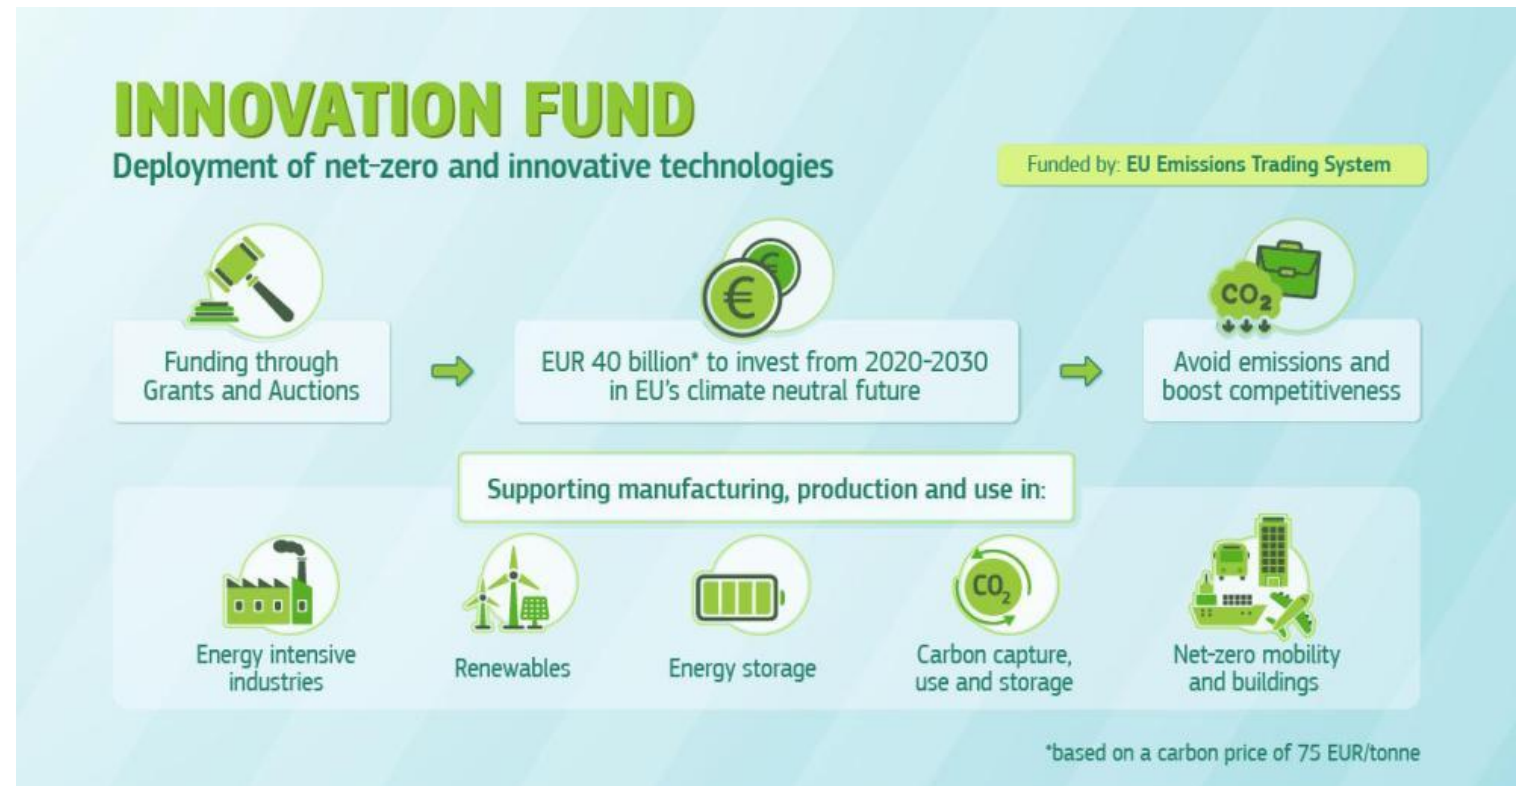 INNOVATION FUND
Deployment of net-zero and innovative technologies
Funded by: EU Emissions Trading System
€
€
CO₂
Funding through
Grants and Auctions
EUR 40 billion* to invest from 2020-2030
in EU's climate neutral future
Avoid emissions and
boost competitiveness
Supporting manufacturing, production and use in:
CO₂
Energy intensive
industries
Renewables
Energy storage
Carbon capture,
use and storage
Net-zero mobility
and buildings
*based on a carbon price of 75 EUR/tonne